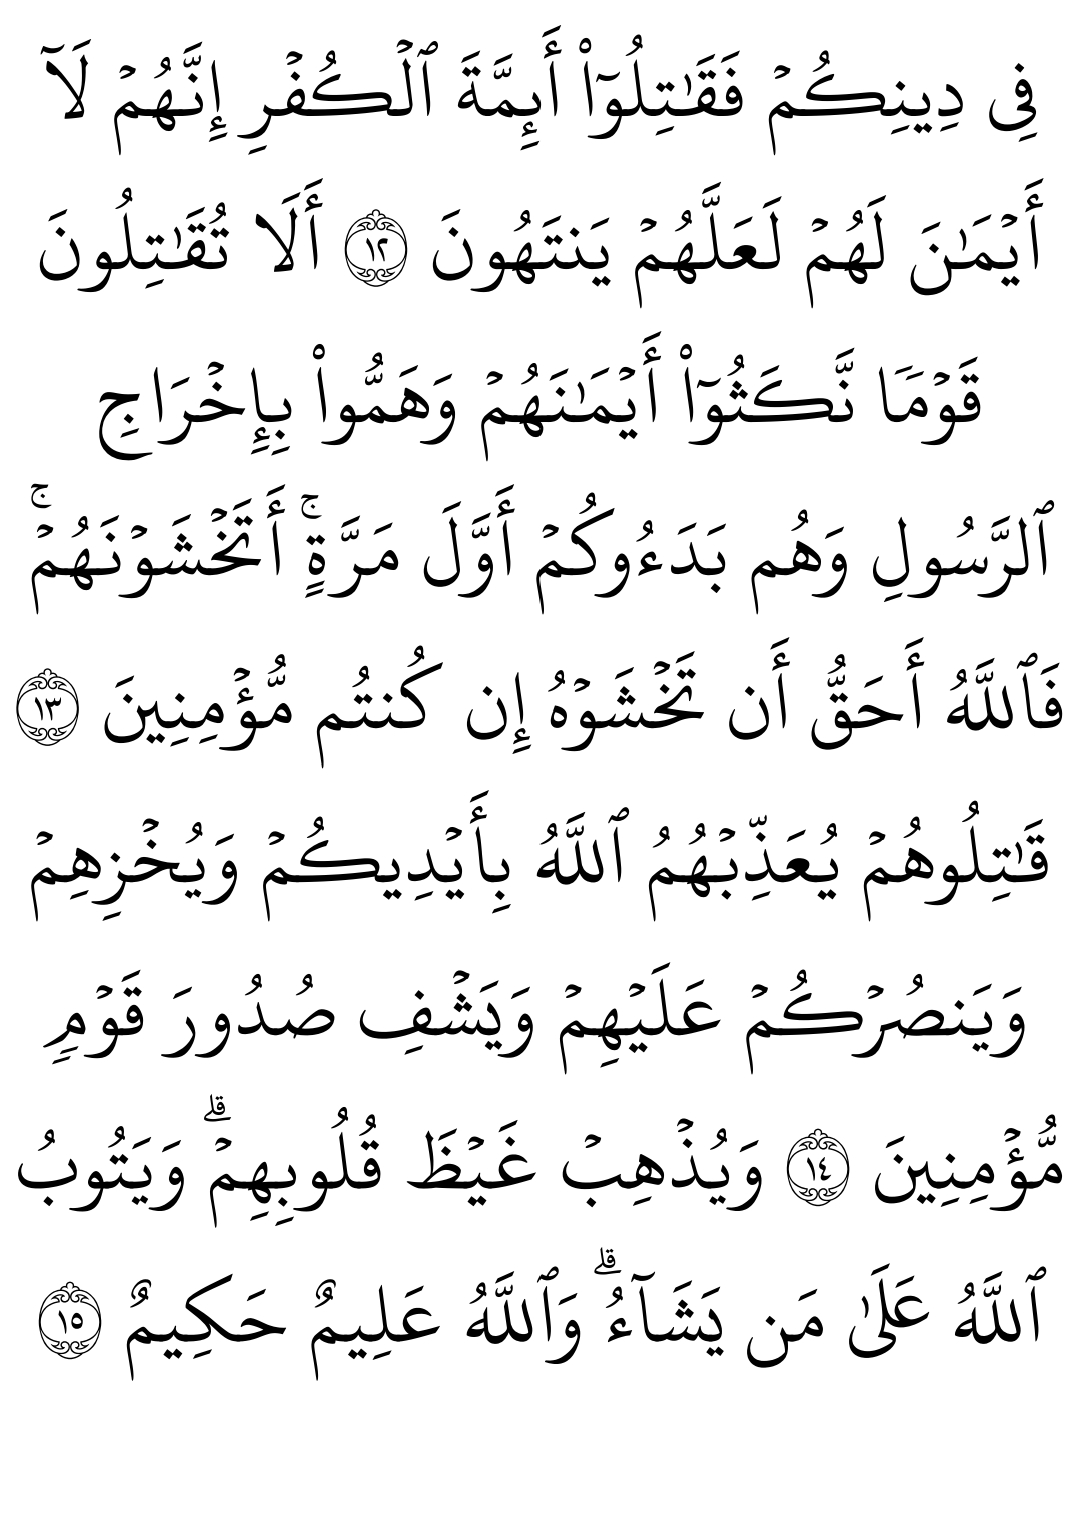 فِى دِينِكُمْ فَقَٰتِلُوٓا۟ أَئِمَّةَ ٱلْكُفْرِ إِنَّهُمْ لَآ
أَيْمَٰنَ لَهُمْ لَعَلَّهُمْ يَنتَهُونَ ١٢ أَلَا تُقَٰتِلُونَ
قَوْمًا نَّكَثُوٓا۟ أَيْمَٰنَهُمْ وَهَمُّوا۟ بِإِخْرَاجِ
ٱلرَّسُولِ وَهُم بَدَءُوكُمْ أَوَّلَ مَرَّةٍ ۚ أَتَخْشَوْنَهُمْ ۚ
فَٱللَّهُ أَحَقُّ أَن تَخْشَوْهُ إِن كُنتُم مُّؤْمِنِينَ ١٣
قَٰتِلُوهُمْ يُعَذِّبْهُمُ ٱللَّهُ بِأَيْدِيكُمْ وَيُخْزِهِمْ
وَيَنصُرْكُمْ عَلَيْهِمْ وَيَشْفِ صُدُورَ قَوْمٍ
مُّؤْمِنِينَ ١٤ وَيُذْهِبْ غَيْظَ قُلُوبِهِمْ ۗ وَيَتُوبُ
ٱللَّهُ عَلَىٰ مَن يَشَآءُ ۗ وَٱللَّهُ عَلِيمٌ حَكِيمٌ ١٥